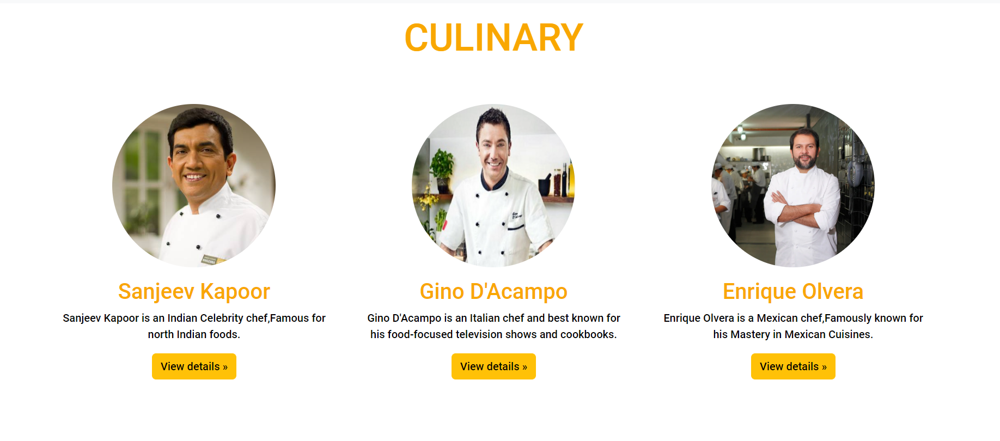 CULINARY
Sanjeev Kapoor
Sanjeev Kapoor is an Indian Celebrity chef,Famous for
north Indian foods.
View details »
Gino D'Acampo
Gino D'Acampo is an Italian chef and best known for
his food-focused television shows and cookbooks.
View details »
Enrique Olvera
Enrique Olvera is a Mexican chef,Famously known for
his Mastery in Mexican Cuisines.
View details »